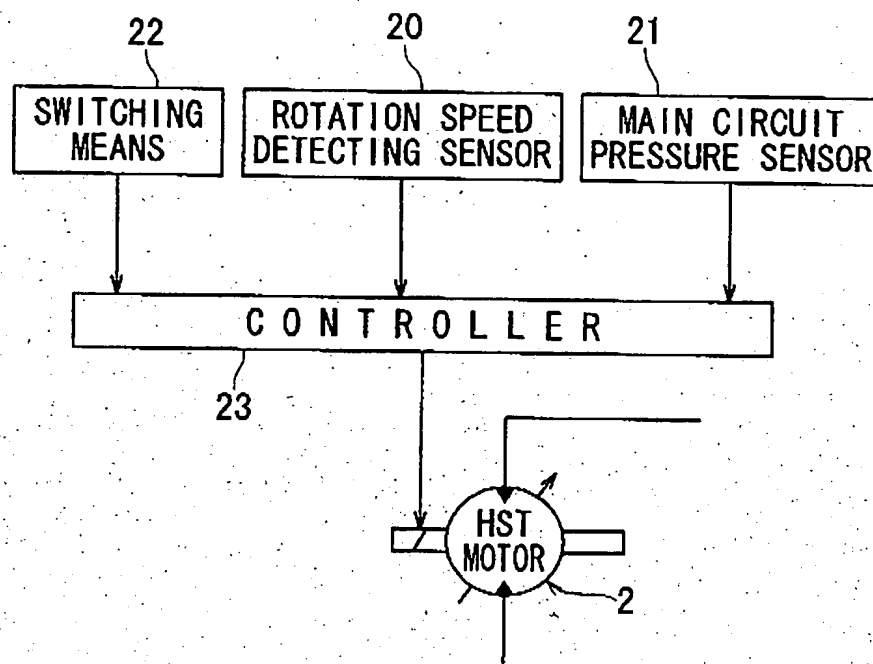 22
20
21
SWITCHING
MEANS
ROTATION SPEED
DETECTING SENSOR
MAIN CIRCUIT
PRESSURE SENSOR
CONTROLLER
23
HST
MOTOR
2